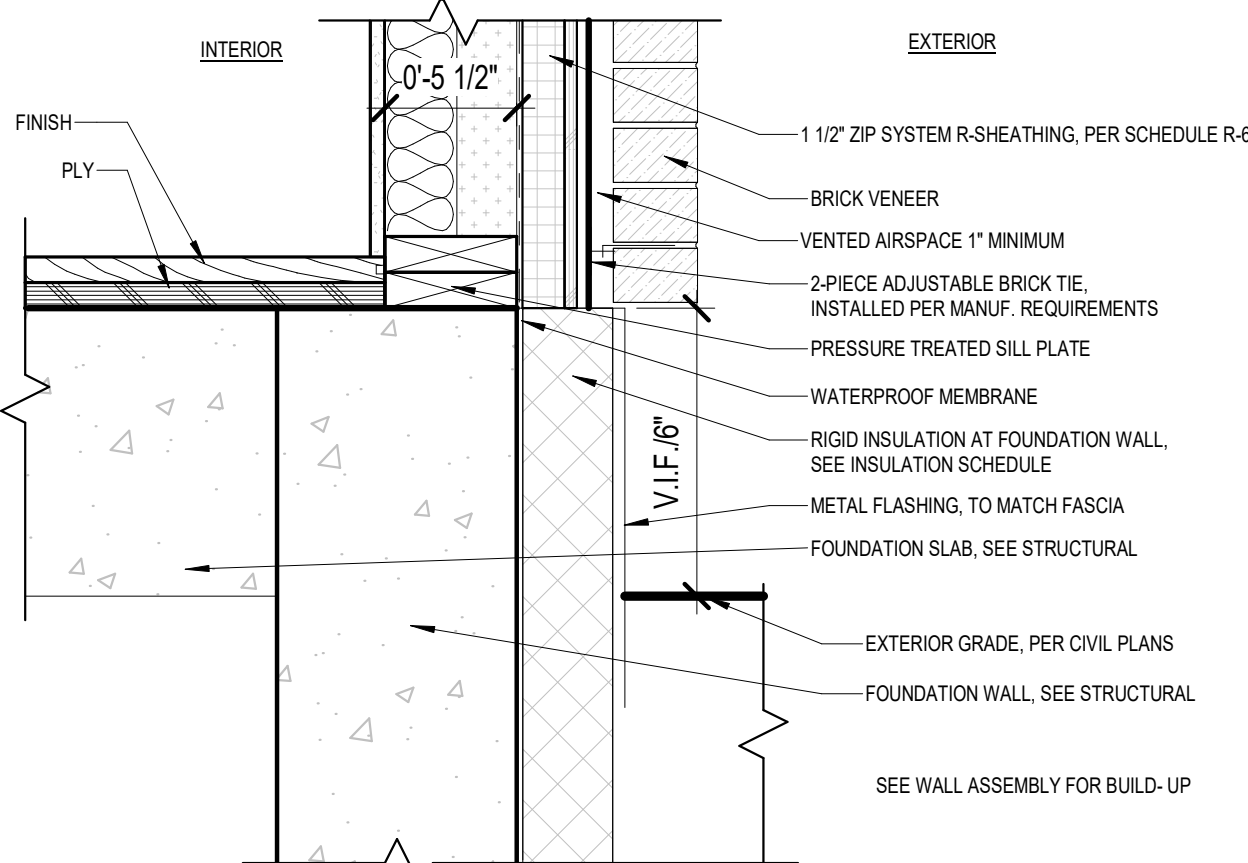 INTERIOR
EXTERIOR
0'-5 1/2"
FINISH
PLY
1 1/2" ZIP SYSTEM R-SHEATHING, PER SCHEDULE R-6
BRICK VENEER
VENTED AIRSPACE 1" MINIMUM
2-PIECE ADJUSTABLE BRICK TIE,
INSTALLED PER MANUF. REQUIREMENTS
PRESSURE TREATED SILL PLATE
WATERPROOF MEMBRANE
RIGID INSULATION AT FOUNDATION WALL,
SEE INSULATION SCHEDULE
V.I.F./6"
METAL FLASHING, TO MATCH FASCIA
FOUNDATION SLAB, SEE STRUCTURAL
EXTERIOR GRADE, PER CIVIL PLANS
FOUNDATION WALL, SEE STRUCTURAL
SEE WALL ASSEMBLY FOR BUILD- UP